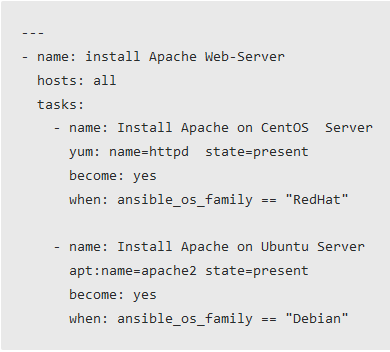 ---
- name: install Apache Web-Server
  hosts: all
  tasks:
    - name: Install Apache on CentOS  Server
      yum: name=httpd  state=present
      become: yes
      when: ansible_os_family == "RedHat"

    - name: Install Apache on Ubuntu Server
      apt:name=apache2 state=present
      become: yes
      when: ansible_os_family == "Debian"